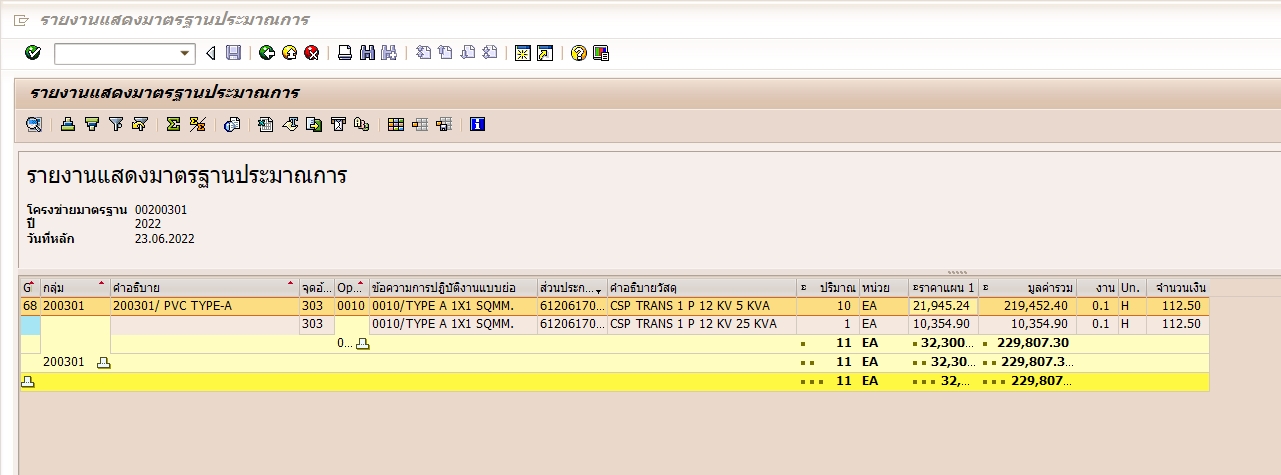 รายงานแสดงมาตรฐานประมาณการ
รายงานแสดงมาตรฐานประมาณการ
รายงานแสดงมาตรฐานประมาณการ
โครงข่ายมาตรฐาน 00200301
ปี 2022
วันที่หลัก 23.06.2022
G กลุ่ม คำอธิบาย จุดอั... Op... ข้อความการปฏิบัติงานแบบย่อ ส่วนประก... คำอธิบายวัสดุ Σ ปริมาณ หน่วย Σราคาแผน 1 Σ มูลค่ารวม งาน Un. จำนวนเงิน
68 200301 200301/ PVC TYPE-A 303 0010 0010/TYPE A 1X1 SQMM. 61206170... CSP TRANS 1 P 12 KV 5 KVA 10 EA 21,945.24 219,452.40 0.1 H 112.50
303 0010/TYPE A 1X1 SQMM. 61206170... CSP TRANS 1 P 12 KV 25 KVA 1 EA 10,354.90 10,354.90 0.1 H 112.50
0... 11 EA 32,300... 229,807.30
200301 11 EA 32,30... 229,807.3...
11 EA 32,... 229,807...